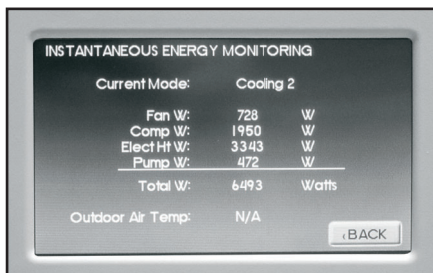 INSTANTANEOUS ENERGY MONITORING
Current Mode: Cooling 2
Fan W: 728 W
Comp W: 1950 W
Elect Ht W: 3343 W
Pump W: 472 W
Total W: 6493 Watts
Outdoor Air Temp: N/A
‹BACK